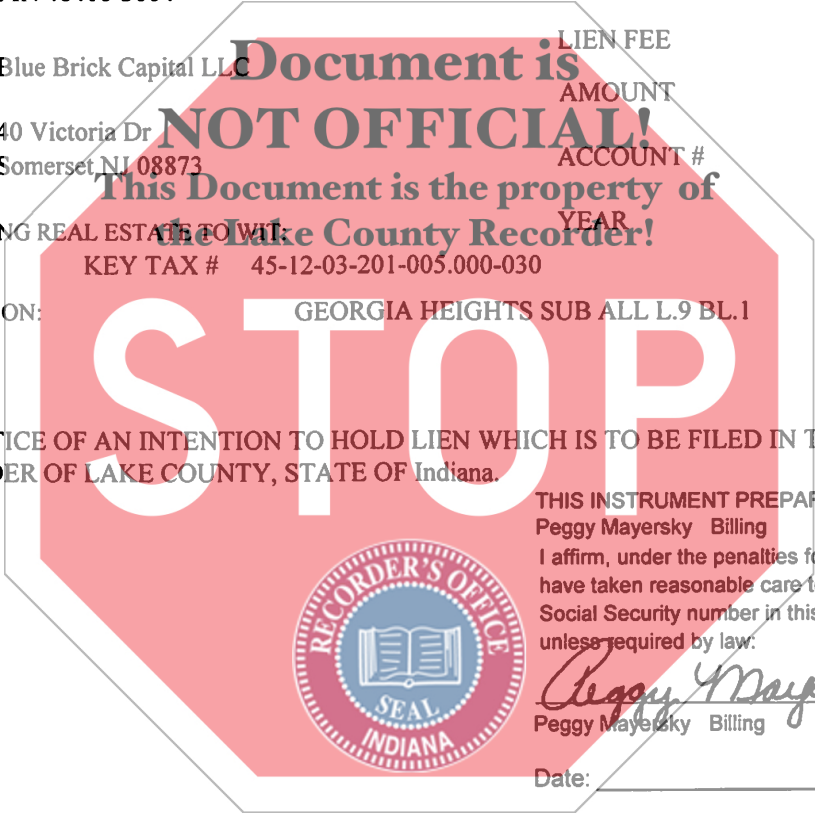 LIEN FEE
Blue Brick Capital LLC
Document is
AMOUNT
40 Victoria Dr
NOT OFFICIAL!
Somerset NJ 08873
ACCOUNT #
This Document is the property of
YEAR
NG REAL ESTATE TO WIT:
the Lake County Recorder!
KEY TAX # 45-12-03-201-005.000-030
ON: GEORGIA HEIGHTS SUB ALL L.9 BL.1
STOP
TICE OF AN INTENTION TO HOLD LIEN WHICH IS TO BE FILED IN T
DER OF LAKE COUNTY, STATE OF Indiana.
THIS INSTRUMENT PREPAR
Peggy Mayersky Billing
I affirm, under the penalties fo
have taken reasonable care t
Social Security number in this
unless required by law:
Peggy Maye
Peggy Mayersky Billing
Date:
RECORDER'S OFFICE
SEAL
INDIANA